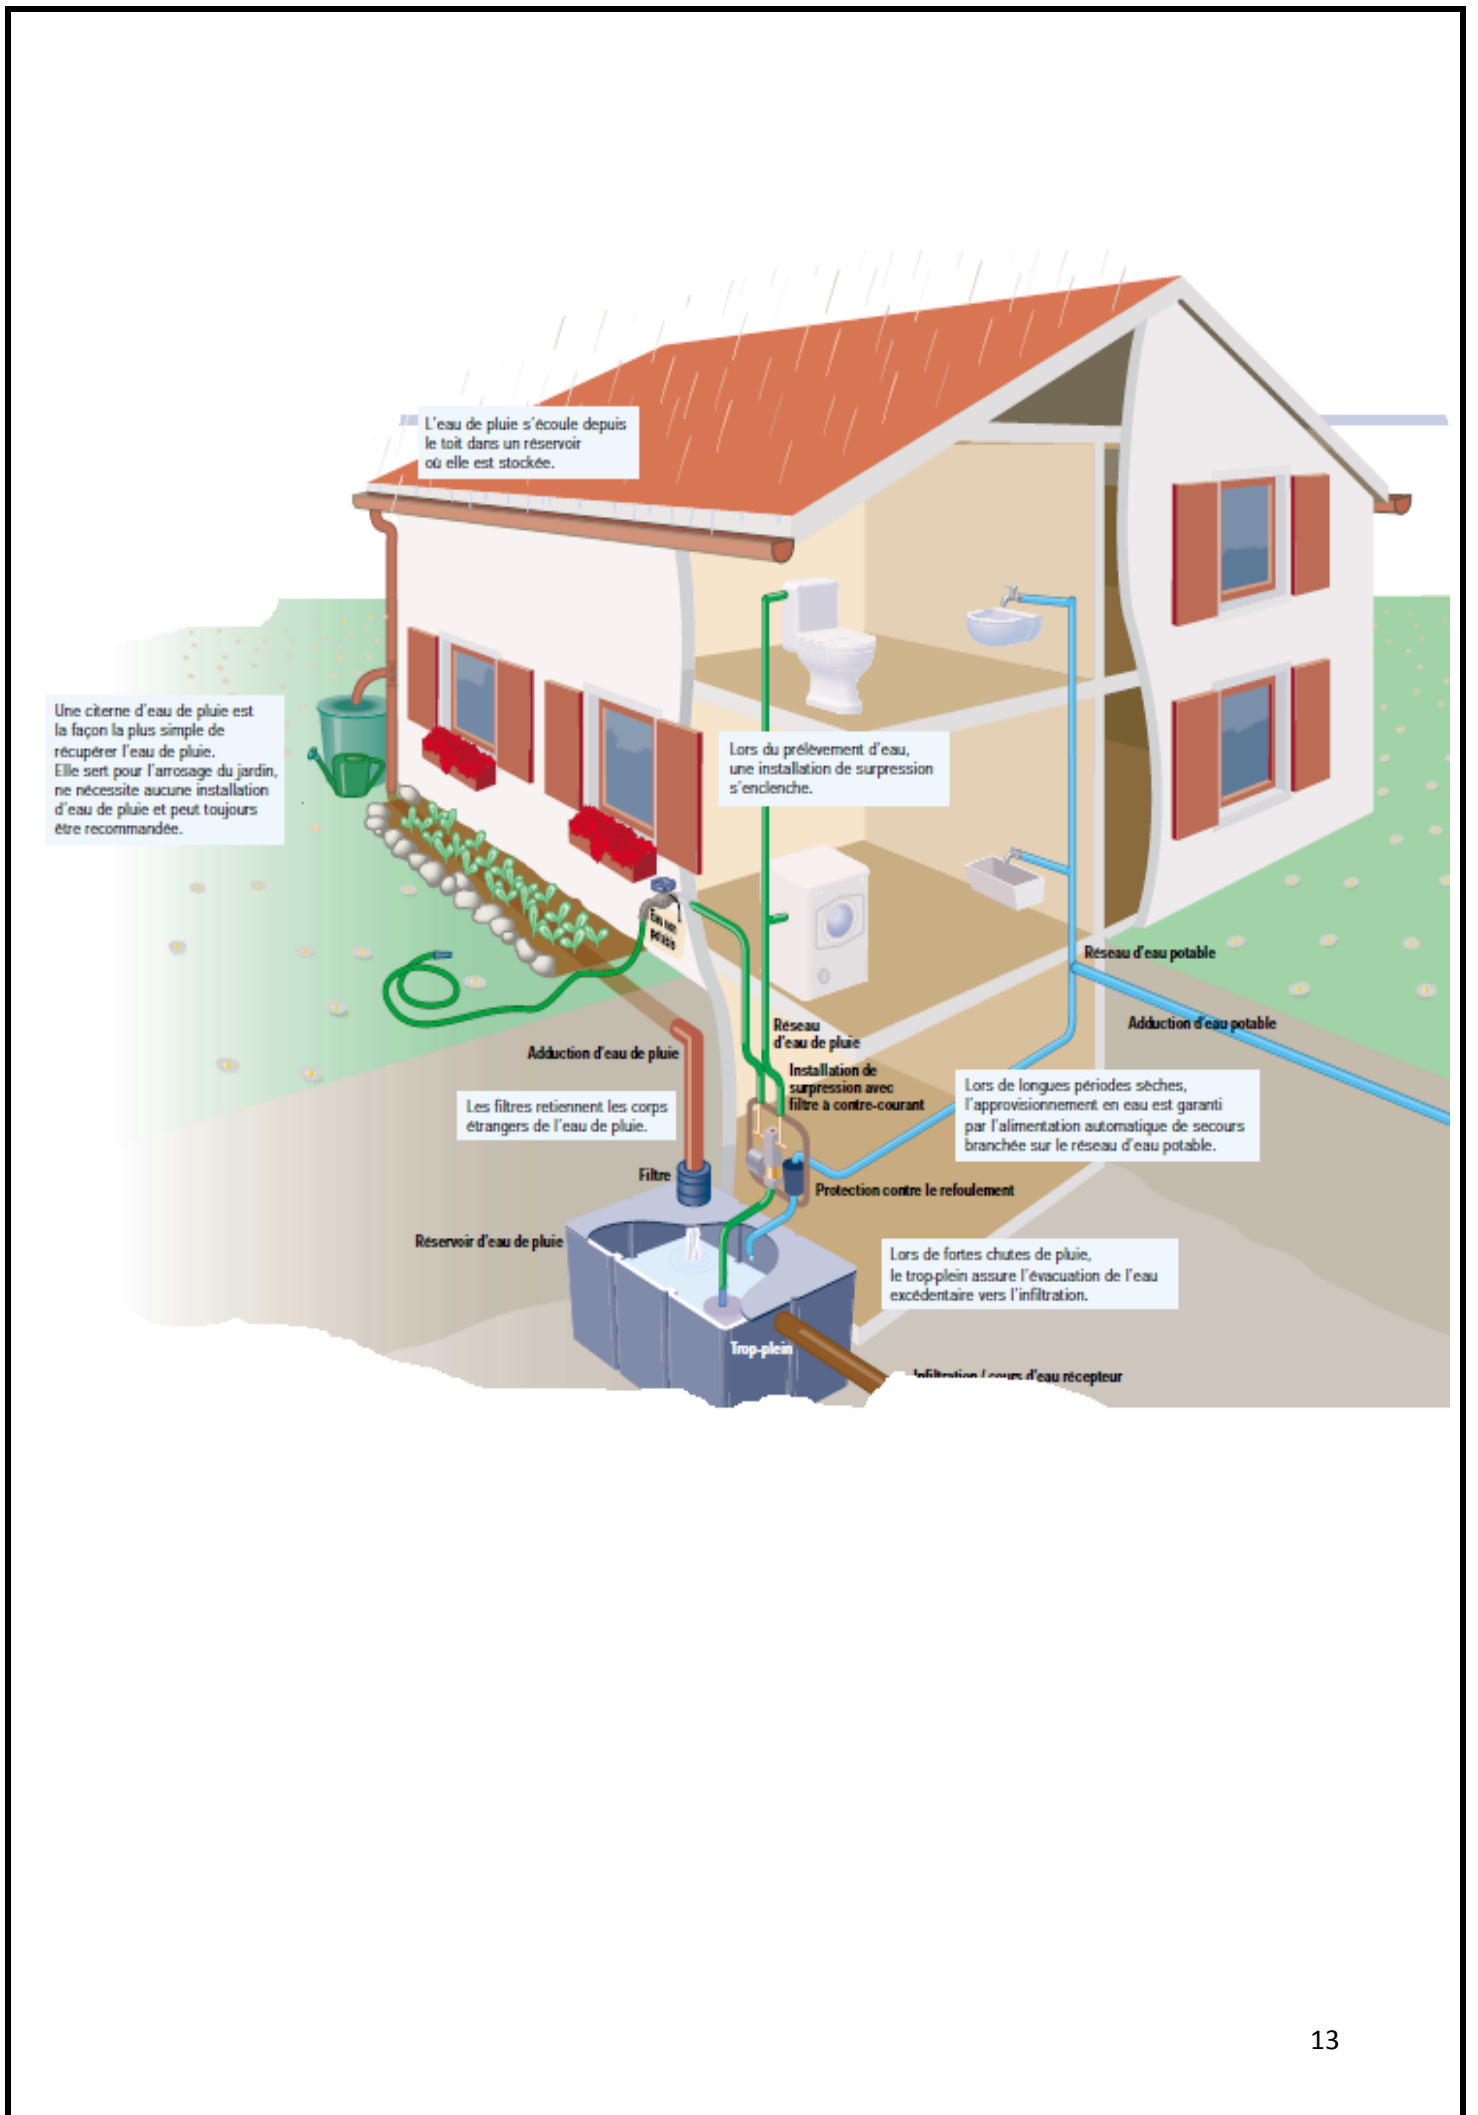 L'eau de pluie s'écoule depuis
le toit dans un réservoir
où elle est stockée.
Une citerne d'eau de pluie est
la façon la plus simple de
récupérer l'eau de pluie.
Elle sert pour l'arrosage du jardin,
ne nécessite aucune installation
d'eau de pluie et peut toujours
être recommandée.
Lors du prélèvement d'eau,
une installation de surpression
s'enclenche.
Eau non
potable
Réseau d'eau potable
Adduction d'eau potable
Réseau
d'eau de pluie
Adduction d'eau de pluie
Installation de
surpression avec
filtre à contre-courant
Les filtres retiennent les corps
étrangers de l'eau de pluie.
Lors de longues périodes sèches,
l'approvisionnement en eau est garanti
par l'alimentation automatique de secours
branchée sur le réseau d'eau potable.
Filtre
Protection contre le refoulement
Réservoir d'eau de pluie
Lors de fortes chutes de pluie,
le trop-plein assure l'évacuation de l'eau
excédentaire vers l'infiltration.
Trop-plein
Infiltration / cours d'eau récepteur
13